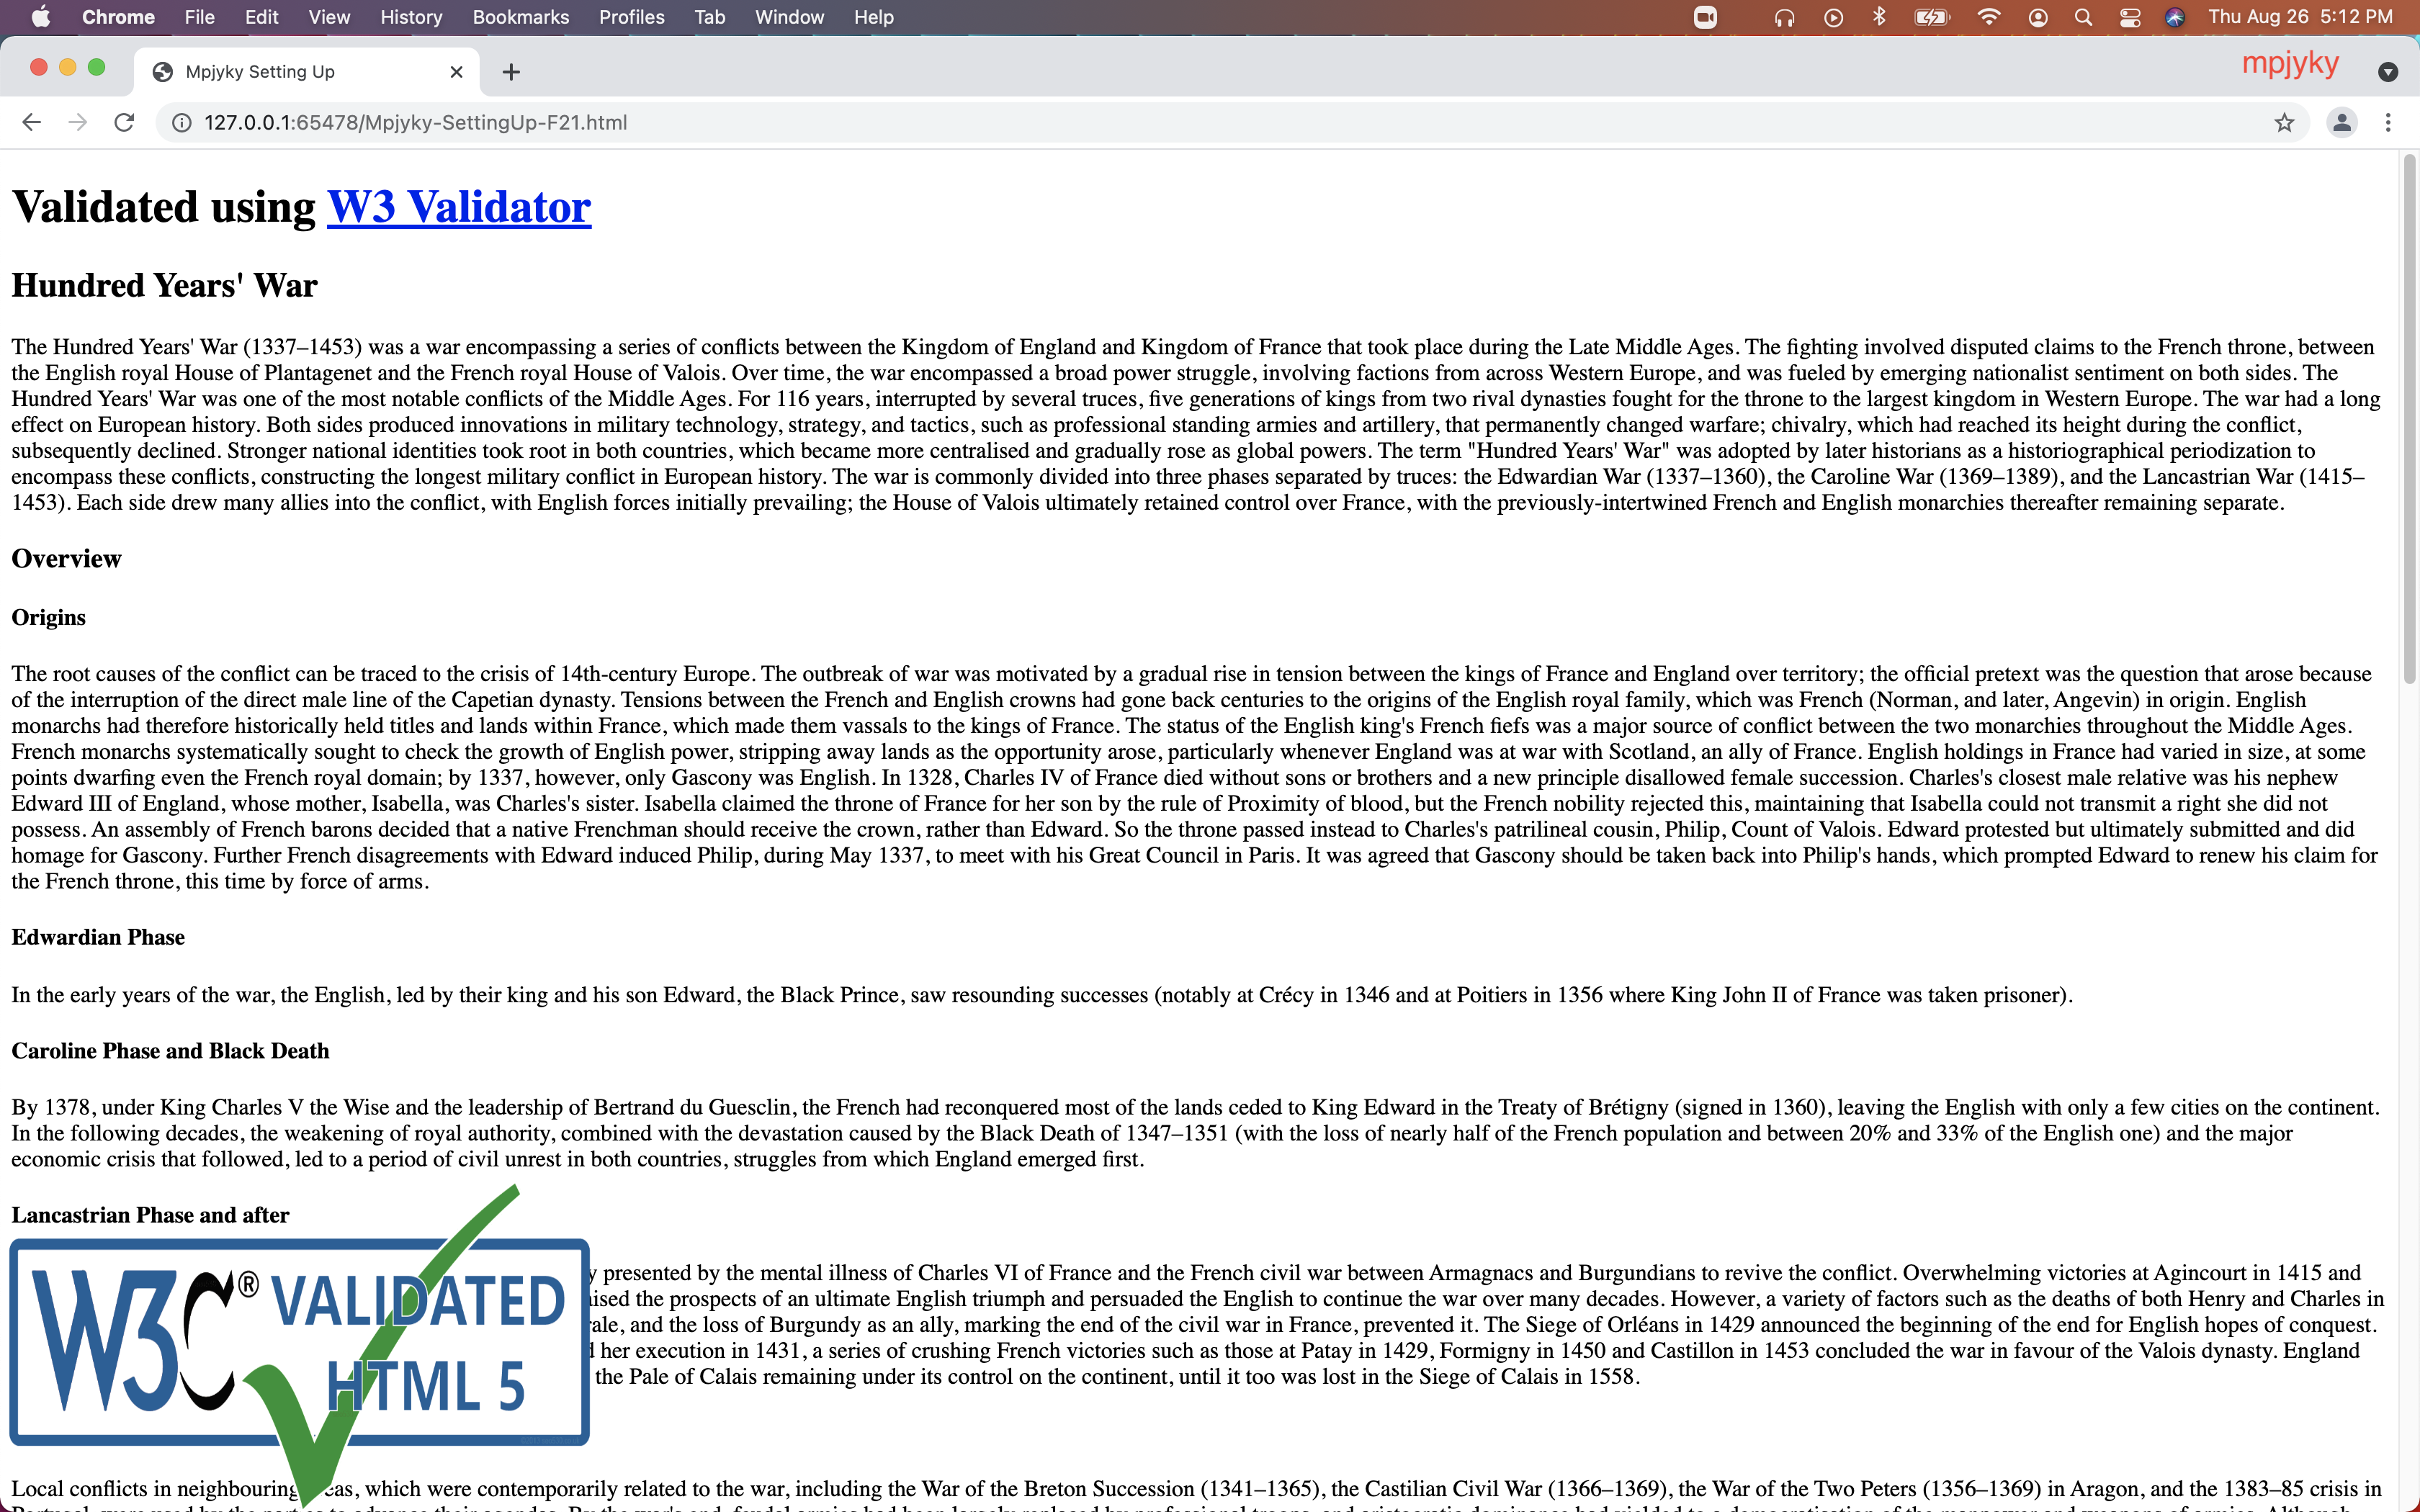 Chrome File Edit View History Bookmarks Profiles Tab Window Help Thu Aug 26 5:12 PM
Mpjyky Setting Up
mpjyky
127.0.0.1:65478/Mpjyky-SettingUp-F21.html
Validated using W3 Validator
Hundred Years' War
The Hundred Years' War (1337–1453) was a war encompassing a series of conflicts between the Kingdom of England and Kingdom of France that took place during the Late Middle Ages. The fighting involved disputed claims to the French throne, between
the English royal House of Plantagenet and the French royal House of Valois. Over time, the war encompassed a broad power struggle, involving factions from across Western Europe, and was fueled by emerging nationalist sentiment on both sides. The
Hundred Years' War was one of the most notable conflicts of the Middle Ages. For 116 years, interrupted by several truces, five generations of kings from two rival dynasties fought for the throne to the largest kingdom in Western Europe. The war had a long
effect on European history. Both sides produced innovations in military technology, strategy, and tactics, such as professional standing armies and artillery, that permanently changed warfare; chivalry, which had reached its height during the conflict,
subsequently declined. Stronger national identities took root in both countries, which became more centralised and gradually rose as global powers. The term "Hundred Years' War" was adopted by later historians as a historiographical periodization to
encompass these conflicts, constructing the longest military conflict in European history. The war is commonly divided into three phases separated by truces: the Edwardian War (1337–1360), the Caroline War (1369–1389), and the Lancastrian War (1415–
1453). Each side drew many allies into the conflict, with English forces initially prevailing; the House of Valois ultimately retained control over France, with the previously-intertwined French and English monarchies thereafter remaining separate.
Overview
Origins
The root causes of the conflict can be traced to the crisis of 14th-century Europe. The outbreak of war was motivated by a gradual rise in tension between the kings of France and England over territory; the official pretext was the question that arose because
of the interruption of the direct male line of the Capetian dynasty. Tensions between the French and English crowns had gone back centuries to the origins of the English royal family, which was French (Norman, and later, Angevin) in origin. English
monarchs had therefore historically held titles and lands within France, which made them vassals to the kings of France. The status of the English king's French fiefs was a major source of conflict between the two monarchies throughout the Middle Ages.
French monarchs systematically sought to check the growth of English power, stripping away lands as the opportunity arose, particularly whenever England was at war with Scotland, an ally of France. English holdings in France had varied in size, at some
points dwarfing even the French royal domain; by 1337, however, only Gascony was English. In 1328, Charles IV of France died without sons or brothers and a new principle disallowed female succession. Charles's closest male relative was his nephew
Edward III of England, whose mother, Isabella, was Charles's sister. Isabella claimed the throne of France for her son by the rule of Proximity of blood, but the French nobility rejected this, maintaining that Isabella could not transmit a right she did not
possess. An assembly of French barons decided that a native Frenchman should receive the crown, rather than Edward. So the throne passed instead to Charles's patrilineal cousin, Philip, Count of Valois. Edward protested but ultimately submitted and did
homage for Gascony. Further French disagreements with Edward induced Philip, during May 1337, to meet with his Great Council in Paris. It was agreed that Gascony should be taken back into Philip's hands, which prompted Edward to renew his claim for
the French throne, this time by force of arms.
Edwardian Phase
In the early years of the war, the English, led by their king and his son Edward, the Black Prince, saw resounding successes (notably at Crécy in 1346 and at Poitiers in 1356 where King John II of France was taken prisoner).
Caroline Phase and Black Death
By 1378, under King Charles V the Wise and the leadership of Bertrand du Guesclin, the French had reconquered most of the lands ceded to King Edward in the Treaty of Brétigny (signed in 1360), leaving the English with only a few cities on the continent.
In the following decades, the weakening of royal authority, combined with the devastation caused by the Black Death of 1347–1351 (with the loss of nearly half of the French population and between 20% and 33% of the English one) and the major
economic crisis that followed, led to a period of civil unrest in both countries, struggles from which England emerged first.
Lancastrian Phase and after
presented by the mental illness of Charles VI of France and the French civil war between Armagnacs and Burgundians to revive the conflict. Overwhelming victories at Agincourt in 1415 and
the prospects of an ultimate English triumph and persuaded the English to continue the war over many decades. However, a variety of factors such as the deaths of both Henry and Charles in
and the loss of Burgundy as an ally, marking the end of the civil war in France, prevented it. The Siege of Orléans in 1429 announced the beginning of the end for English hopes of conquest.
her execution in 1431, a series of crushing French victories such as those at Patay in 1429, Formigny in 1450 and Castillon in 1453 concluded the war in favour of the Valois dynasty. England
the Pale of Calais remaining under its control on the continent, until it too was lost in the Siege of Calais in 1558.
W3C® VALIDATED
HTML 5
Local conflicts in neighbouring which were contemporarily related to the war, including the War of the Breton Succession (1341–1365), the Castilian Civil War (1366–1369), the War of the Two Peters (1356–1369) in Aragon, and the 1383–85 crisis in